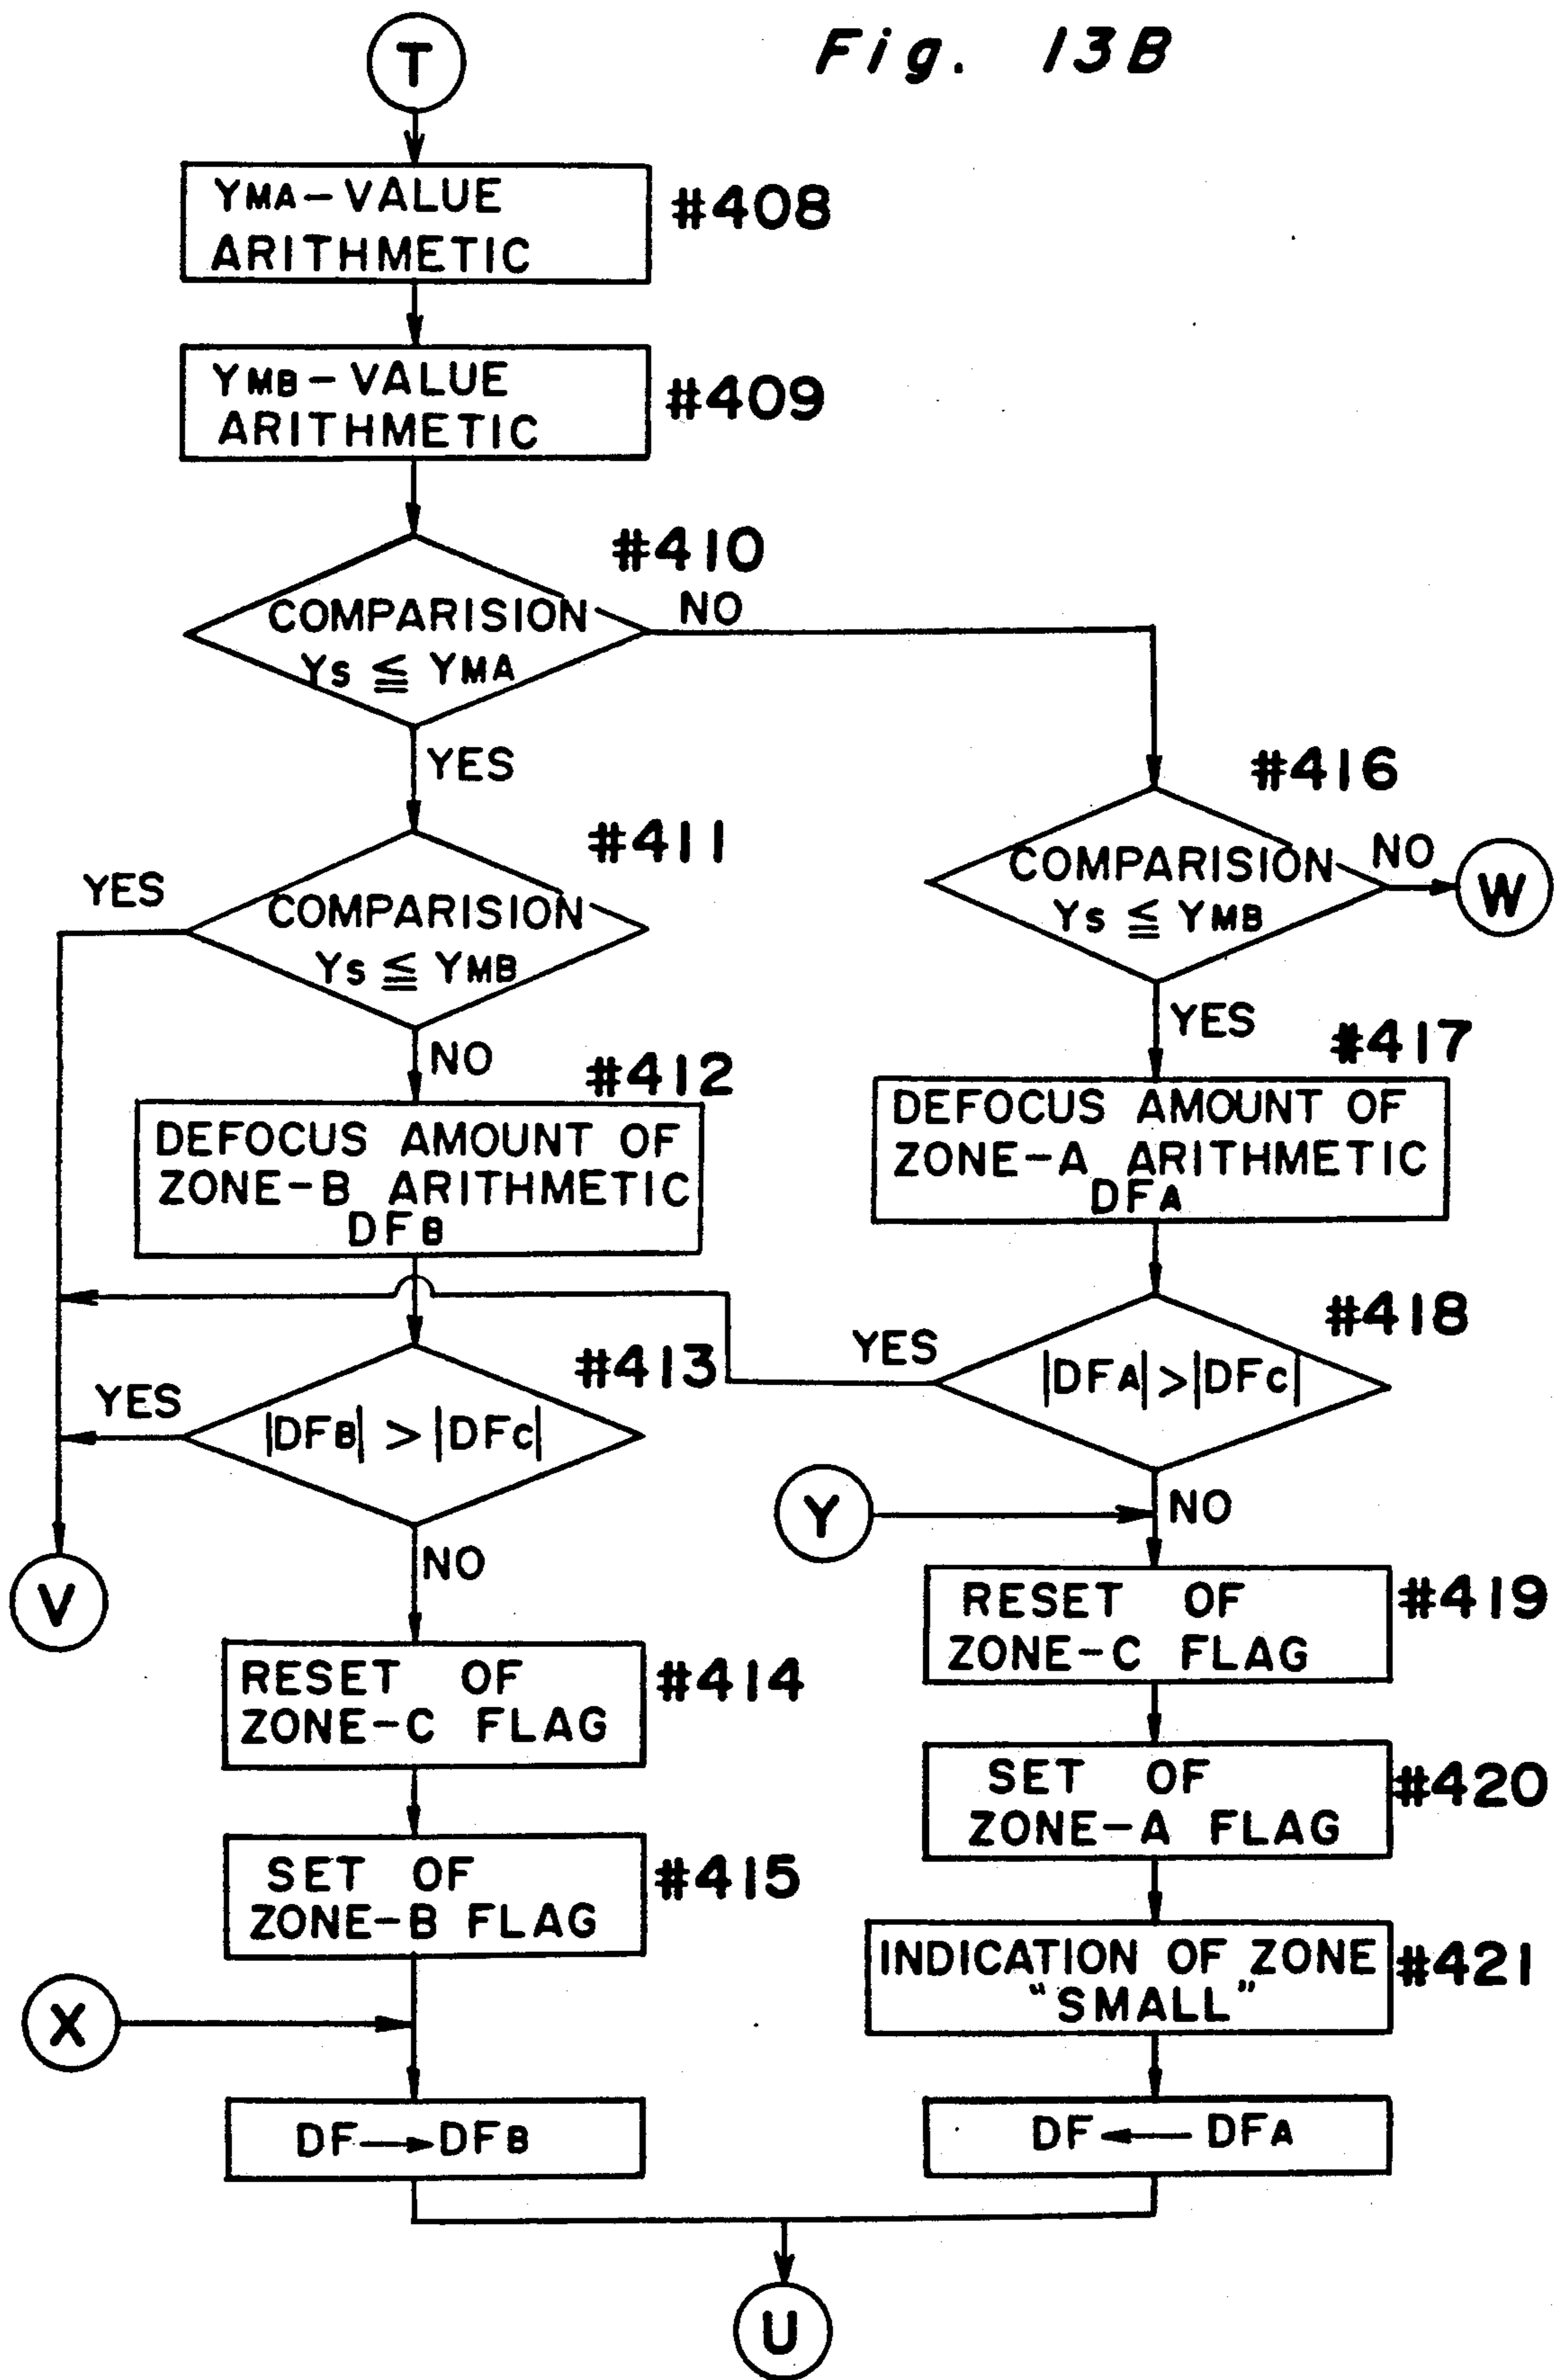 Fig. 13B
T
YMA-VALUE
ARITHMETIC
#408
YMB-VALUE
ARITHMETIC
#409
#410
COMPARISION
YS ≦ YMA
NO
YES
#411
YES
COMPARISION
YS ≦ YMB
NO
#416
COMPARISION
YS ≦ YMB
NO
W
YES
#412
DEFOCUS AMOUNT OF
ZONE-B ARITHMETIC
DFB
#417
DEFOCUS AMOUNT OF
ZONE-A ARITHMETIC
DFA
#413
YES
|DFB| > |DFC|
NO
#418
YES
|DFA| > |DFC|
NO
Y
V
RESET OF
ZONE-C FLAG
#414
RESET OF
ZONE-C FLAG
#419
SET OF
ZONE-B FLAG
#415
SET OF
ZONE-A FLAG
#420
INDICATION OF ZONE
"SMALL"
#421
X
DF→DFB
DF←DFA
U